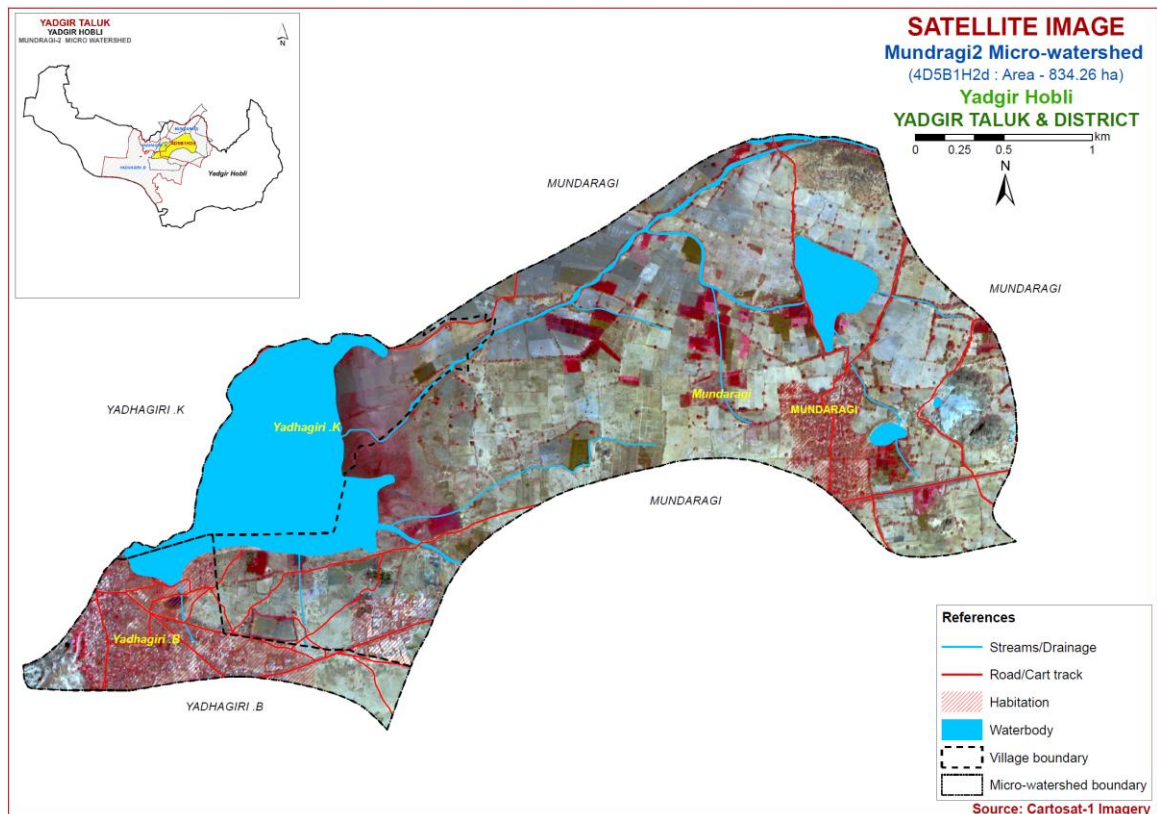 YADGIR TALUK
YADGIR HOBLI
MUNDRAGI-2 MICRO WATERSHED
N
Yadgir Hobli
SATELLITE IMAGE
Mundragi2 Micro-watershed
(4D5B1H2d : Area - 834.26 ha)
Yadgir Hobli
YADGIR TALUK & DISTRICT
km
0 0.25 0.5 1
N
MUNDARAGI
MUNDARAGI
YADHAGIRI .K
Yadhagiri .K
Mundaragi
MUNDARAGI
MUNDARAGI
Yadhagiri .B
YADHAGIRI .B
References
Streams/Drainage
Road/Cart track
Habitation
Waterbody
Village boundary
Micro-watershed boundary
Source: Cartosat-1 Imagery